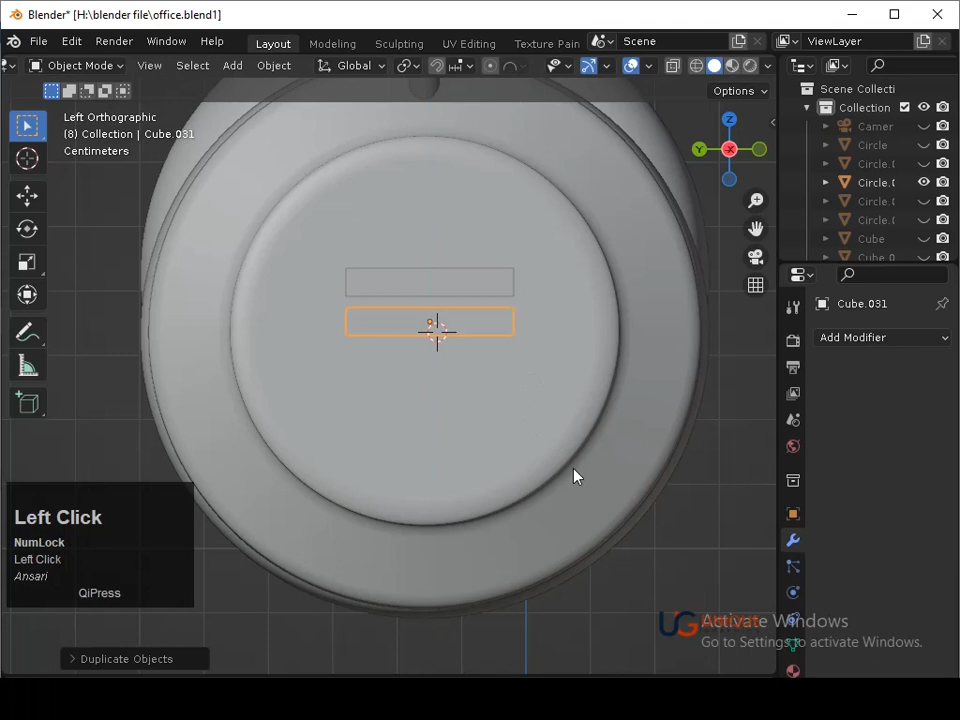 Blender* [H:\blender file\office.blend1]
File Edit Render Window Help Layout Modeling Sculpting UV Editing Texture Pain Scene ViewLayer
Object Mode View Select Add Object Global
Options
Left Orthographic
(8) Collection | Cube.031
Centimeters
Z
Y
X
Scene Collecti
Collection
Camer
Circle
Circle.0
Circle.0
Circle.0
Circle.0
Cube
Cube.0
Cube.031
Add Modifier
Left Click
NumLock
Left Click
Ansari
QiPress
Duplicate Objects
UG
Activate Windows
Go to Settings to activate Windows.